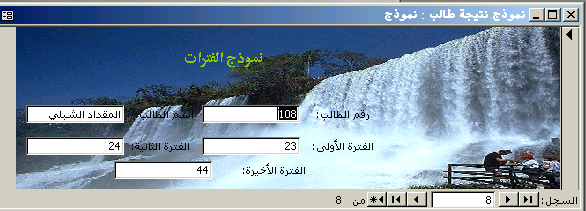 نموذج نتيجة طالب : نموذج
نموذج الفترات
رقم الطالب: 108 اسم الطالب: المقداد الشبلي
الفترة الأولى: 23 الفترة الثانية: 24
الفترة الأخيرة: 44
السجل: 8 من 8